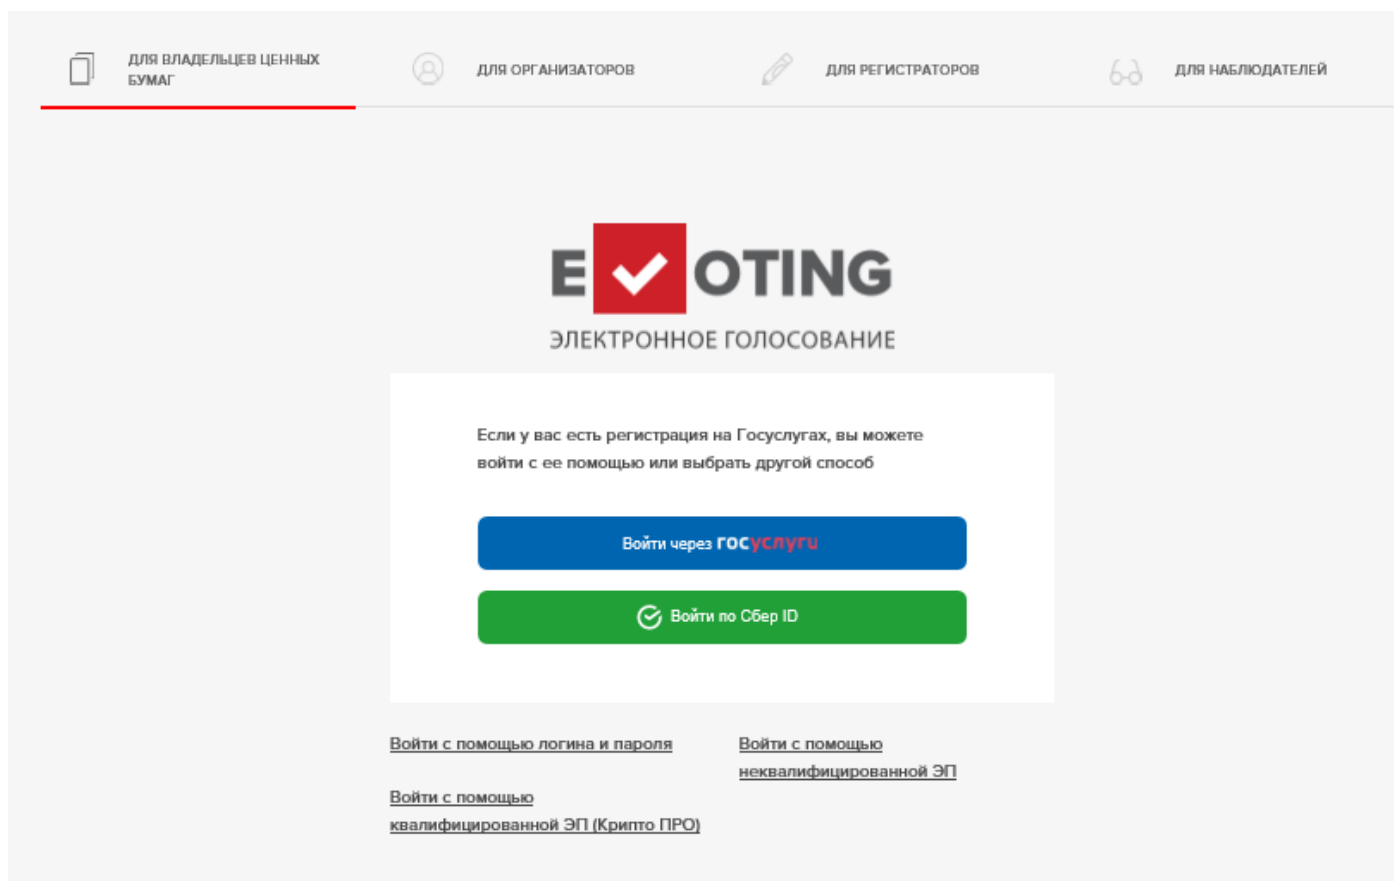 ДЛЯ ВЛАДЕЛЬЦЕВ ЦЕННЫХ
БУМАГ
ДЛЯ ОРГАНИЗАТОРОВ
ДЛЯ РЕГИСТРАТОРОВ
ДЛЯ НАБЛЮДАТЕЛЕЙ
E OTING
ЭЛЕКТРОННОЕ ГОЛОСОВАНИЕ
Если у вас есть регистрация на Госуслугах, вы можете
войти с ее помощью или выбрать другой способ
Войти через госуслуги
Войти по Сбер ID
Войти с помощью логина и пароля
Войти с помощью
неквалифицированной ЭП
Войти с помощью
квалифицированной ЭП (Крипто ПРО)